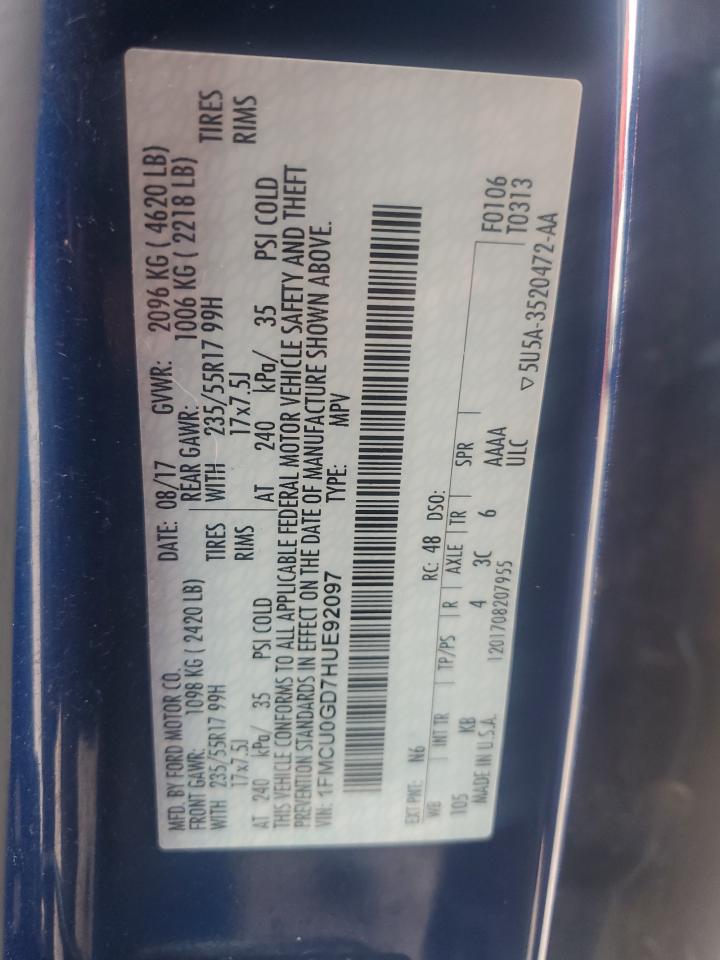 MFD. BY FORD MOTOR CO.
DATE: 08/17 GVWR: 2096 KG ( 4620 LB)
FRONT GAWR: 1098 KG ( 2420 LB)
REAR GAWR: 1006 KG ( 2218 LB)
WITH 235/55R17 99H TIRES
WITH 235/55R17 99H TIRES
17x7.5J RIMS
17x7.5J RIMS
AT 240 kPa/ 35 PSI COLD
AT 240 kPa/ 35 PSI COLD
THIS VEHICLE CONFORMS TO ALL APPLICABLE FEDERAL MOTOR VEHICLE SAFETY AND THEFT
PREVENTION STANDARDS IN EFFECT ON THE DATE OF MANUFACTURE SHOWN ABOVE.
VIN: 1FMCU0GD7HUE92097 TYPE: MPV
EXT PNT: N6 RC: 48 DSO: F0106
WB INT TR TP/PS R AXLE TR SPR T0313
105 KB 4 3C 6 AAAA
MADE IN U.S.A. 1201708207955 ULC
▽5U5A-3520472-AA